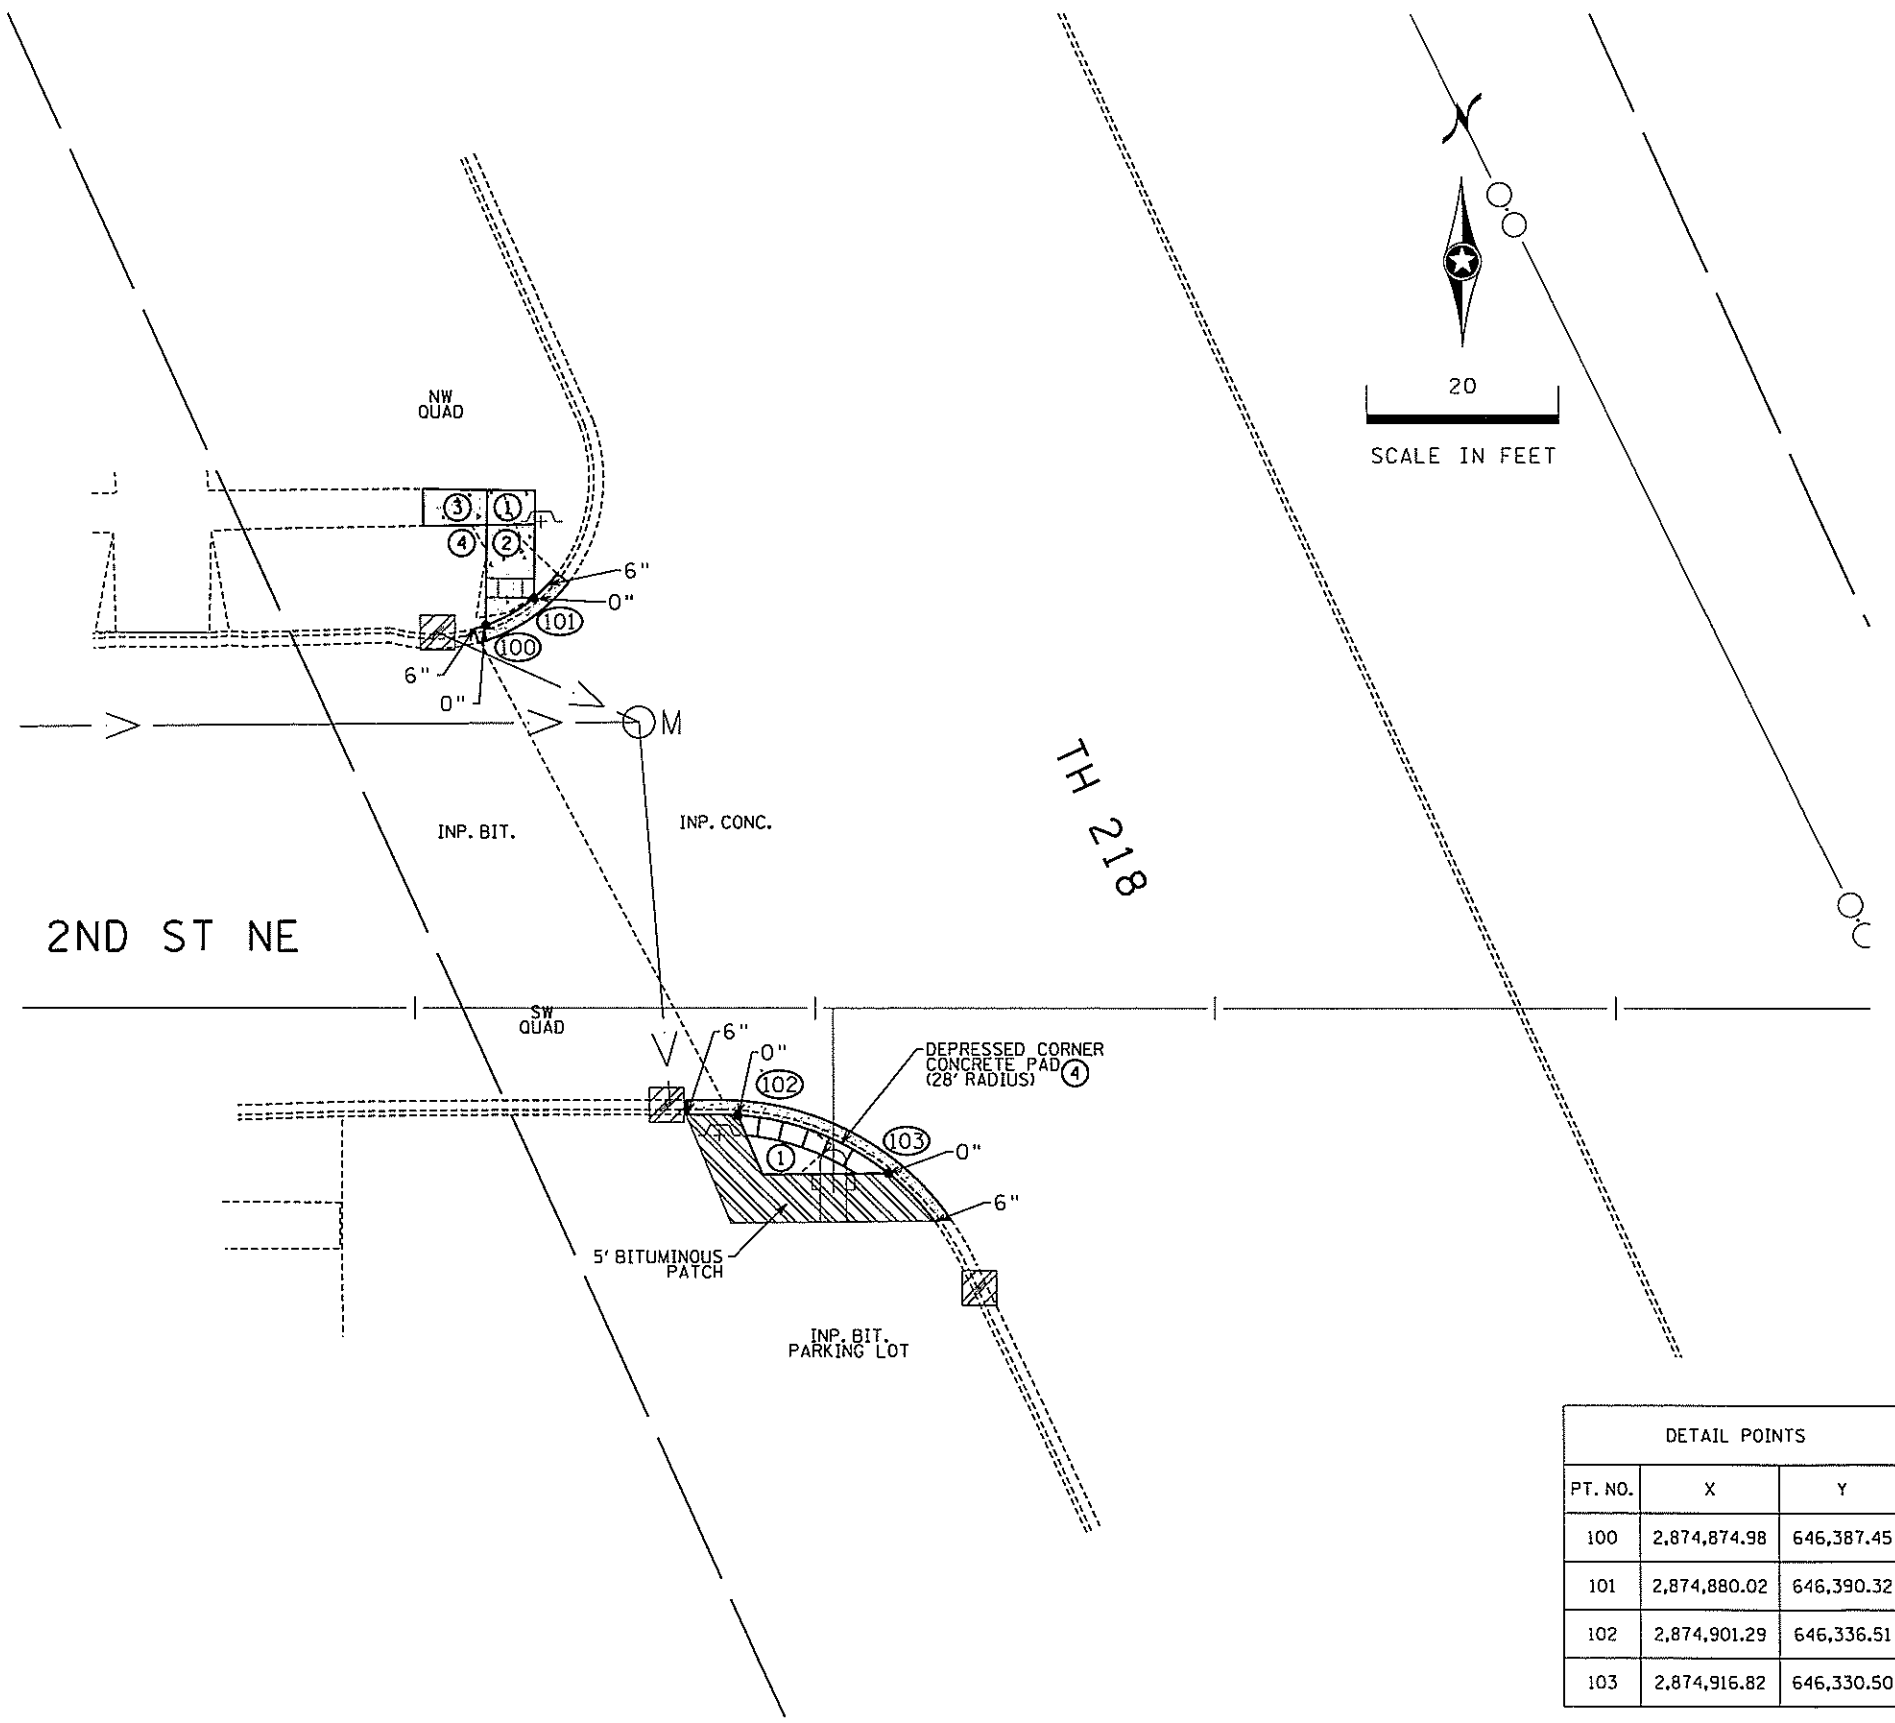 N
20
SCALE IN FEET
NW
QUAD
3 1
4 2
6"
0"
101
100
6"
0"
M
INP. BIT.
INP. CONC.
TH 218
2ND ST NE
SW
QUAD
6"
0"
102
DEPRESSED CORNER
CONCRETE PAD 4
(28' RADIUS)
103
0"
1
6"
5' BITUMINOUS
PATCH
INP. BIT.
PARKING LOT
DETAIL POINTS
PT. NO. X Y
100 2,874,874.98 646,387.45
101 2,874,880.02 646,390.32
102 2,874,901.29 646,336.51
103 2,874,916.82 646,330.50